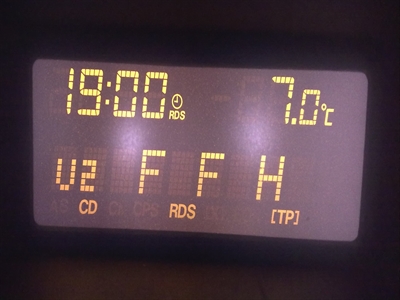 19:00 RDS 7.0℃
U2 F F H
CD RDS [TP]